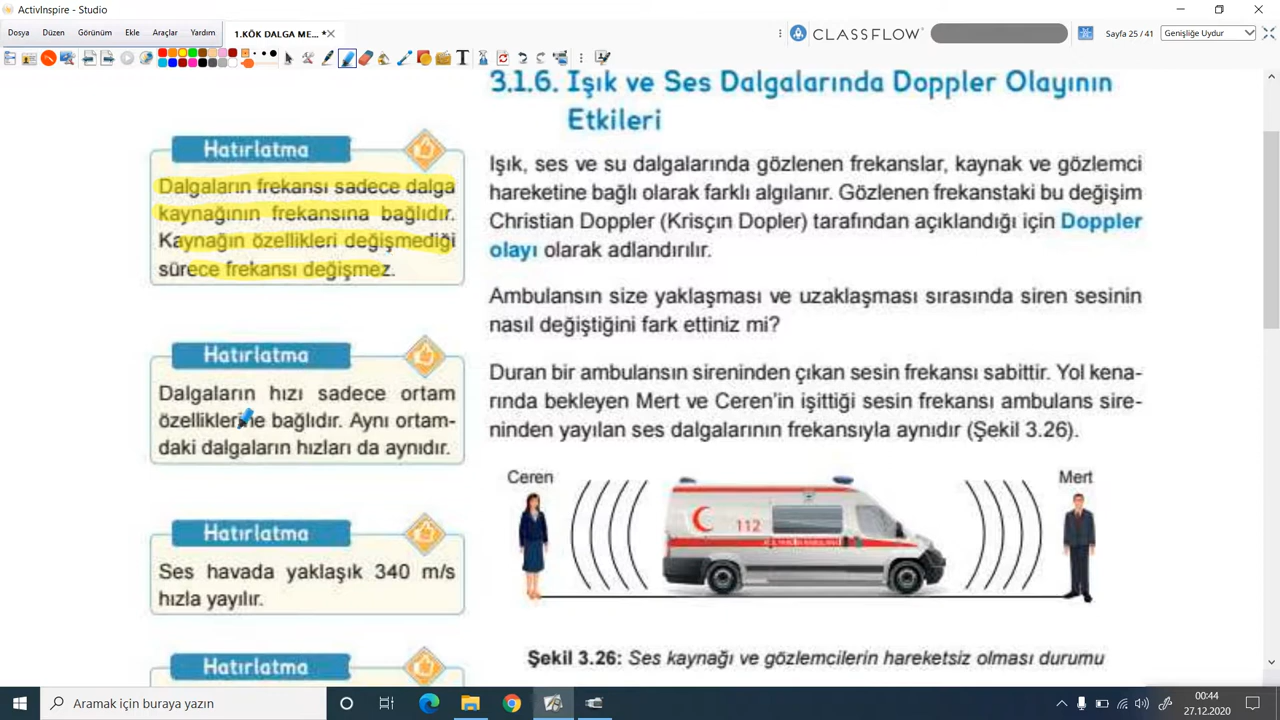 ActivInspire - Studio
Dosya Düzen Görünüm Ekle Araçlar Yardım
1.KÖK DALGA ME... *
CLASSFLOW
Sayfa 25 / 41
Genişliğe Uydur
3.1.6. Işık ve Ses Dalgalarında Doppler Olayının
Etkileri
Hatırlatma
Dalgaların frekansı sadece dalga
kaynağının frekansına bağlıdır.
Kaynağın özellikleri değişmediği
sürece frekansı değişmez.
Hatırlatma
Dalgaların hızı sadece ortam
özelliklerine bağlıdır. Aynı ortam-
daki dalgaların hızları da aynıdır.
Hatırlatma
Ses havada yaklaşık 340 m/s
hızla yayılır.
Hatırlatma
Işık, ses ve su dalgalarında gözlenen frekanslar, kaynak ve gözlemci
hareketine bağlı olarak farklı algılanır. Gözlenen frekanstaki bu değişim
Christian Doppler (Krisçın Dopler) tarafından açıklandığı için Doppler
olayı olarak adlandırılır.
Ambulansın size yaklaşması ve uzaklaşması sırasında siren sesinin
nasıl değiştiğini fark ettiniz mi?
Duran bir ambulansın sireninden çıkan sesin frekansı sabittir. Yol kena-
rında bekleyen Mert ve Ceren'in işittiği sesin frekansı ambulans sire-
ninden yayılan ses dalgalarının frekansıyla aynıdır (Şekil 3.26).
Ceren
Mert
112
Şekil 3.26: Ses kaynağı ve gözlemcilerin hareketsiz olması durumu
Aramak için buraya yazın
00:44
27.12.2020